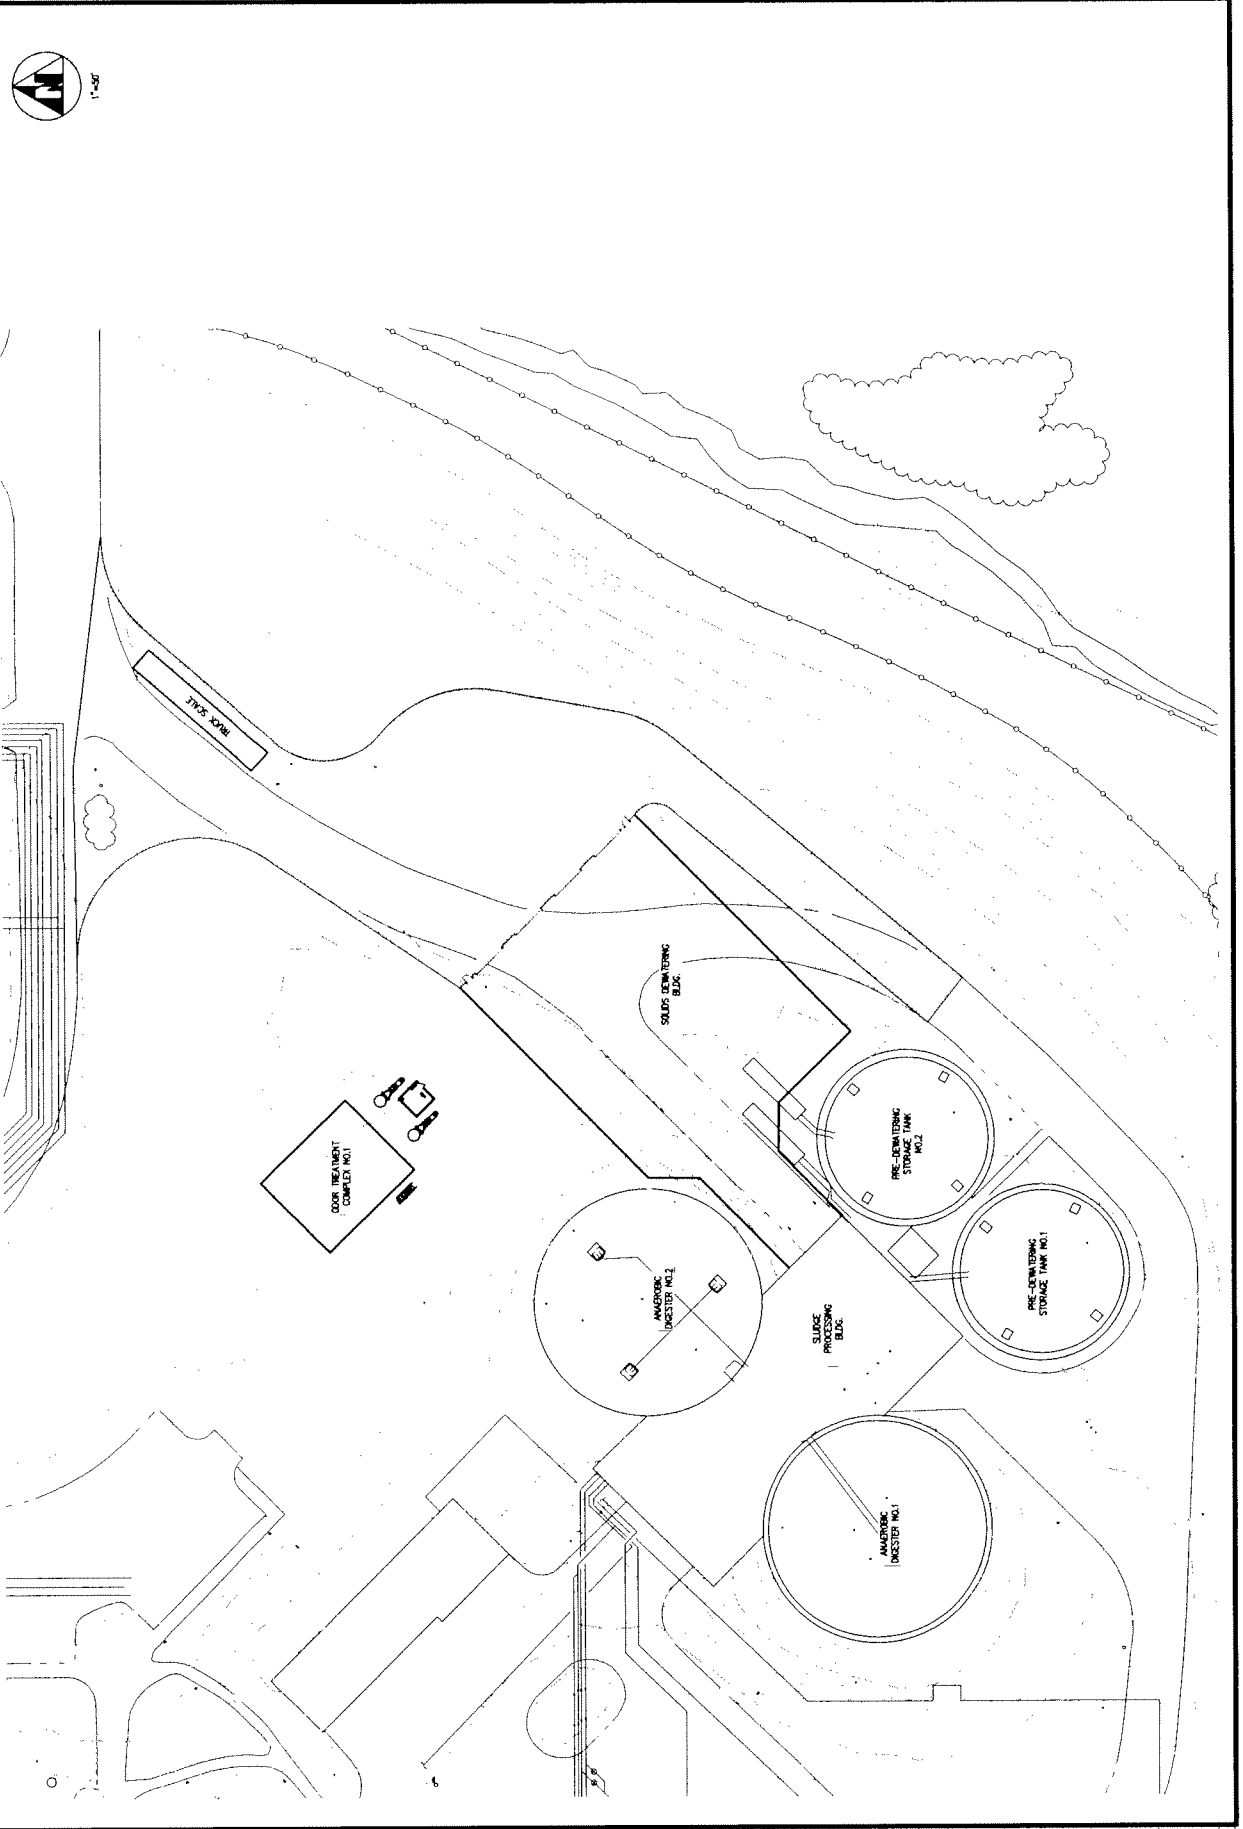 N
1"=50'
TRUCK SCALE
SOLIDS DEWATERING
BLDG.
ODOR TREATMENT
COMPLEX NO.1
PRE-DEWATERING
STORAGE TANK
NO.2
ANAEROBIC
DIGESTER NO.2
PRE-DEWATERING
STORAGE TANK NO.1
SLUDGE
PROCESSING
BLDG.
ANAEROBIC
DIGESTER NO.1